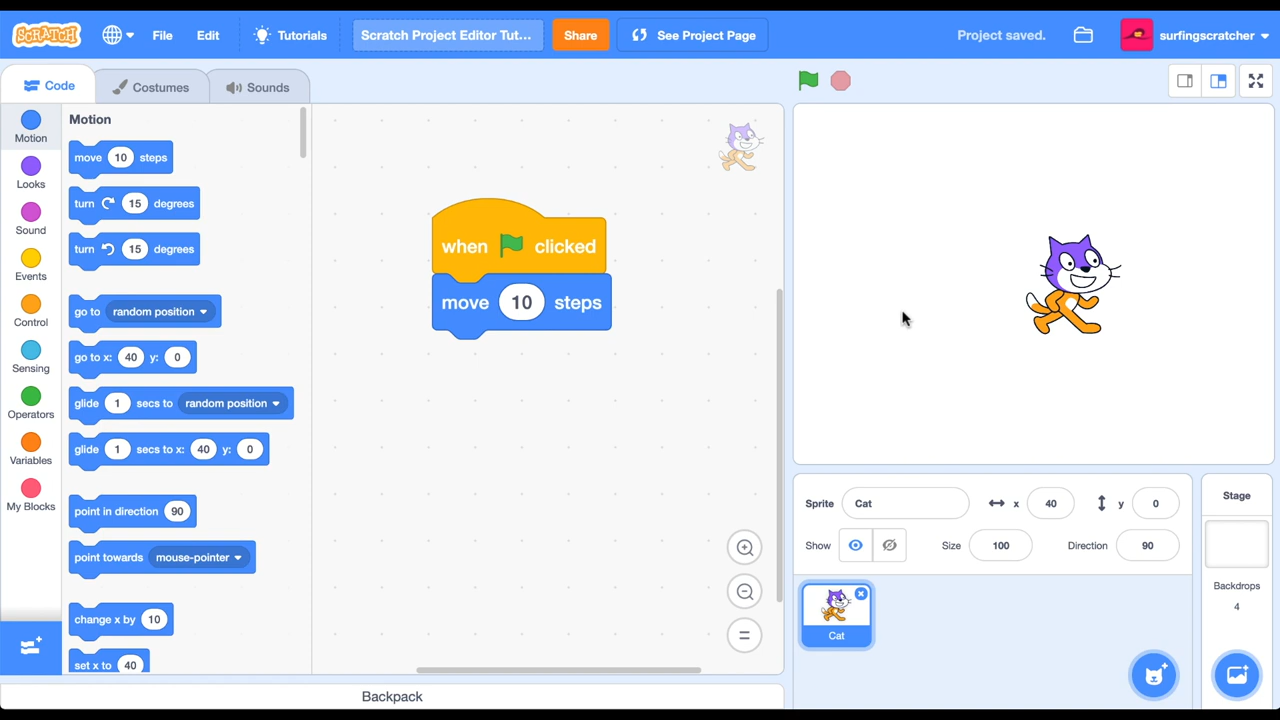 SCRATCH File Edit Tutorials Scratch Project Editor Tut... Share See Project Page Project saved. surfingscratcher
Code Costumes Sounds
Motion
Looks
Sound
Events
Control
Sensing
Operators
Variables
My Blocks
Motion
move 10 steps
turn 15 degrees
turn 15 degrees
go to random position
go to x: 40 y: 0
glide 1 secs to random position
glide 1 secs to x: 40 y: 0
point in direction 90
point towards mouse-pointer
change x by 10
set x to 40
when clicked
move 10 steps
Backpack
Sprite Cat x 40 y 0
Show Size 100 Direction 90
Cat
Stage
Backdrops
4